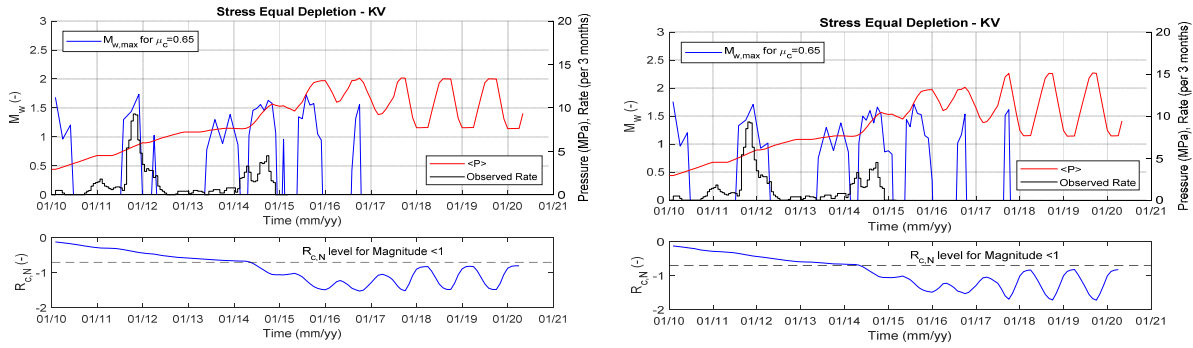 Stress Equal Depletion - KV
3
2.5
2
1.5
1
0.5
0
M_w (-)
M_w,max for μ_c=0.65
20
15
10
5
0
Pressure (MPa), Rate (per 3 months)
<P>
Observed Rate
01/10 01/11 01/12 01/13 01/14 01/15 01/16 01/17 01/18 01/19 01/20 01/21
Time (mm/yy)
0
-1
-2
R_c,N (-)
R_c,N level for Magnitude <1
01/10 01/11 01/12 01/13 01/14 01/15 01/16 01/17 01/18 01/19 01/20 01/21
Time (mm/yy)
Stress Equal Depletion - KV
3
2.5
2
1.5
1
0.5
0
M_w (-)
M_w,max for μ_c=0.65
20
15
10
5
0
Pressure (MPa), Rate (per 3 months)
<P>
Observed Rate
01/10 01/11 01/12 01/13 01/14 01/15 01/16 01/17 01/18 01/19 01/20 01/21
Time (mm/yy)
0
-1
-2
R_c,N (-)
R_c,N level for Magnitude <1
01/10 01/11 01/12 01/13 01/14 01/15 01/16 01/17 01/18 01/19 01/20 01/21
Time (mm/yy)